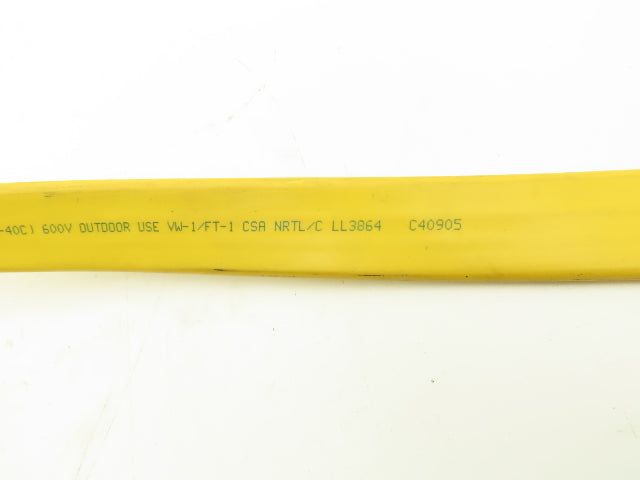 -40C) 600V OUTDOOR USE VW-1/FT-1 CSA NRTL/C LL3864 C40905